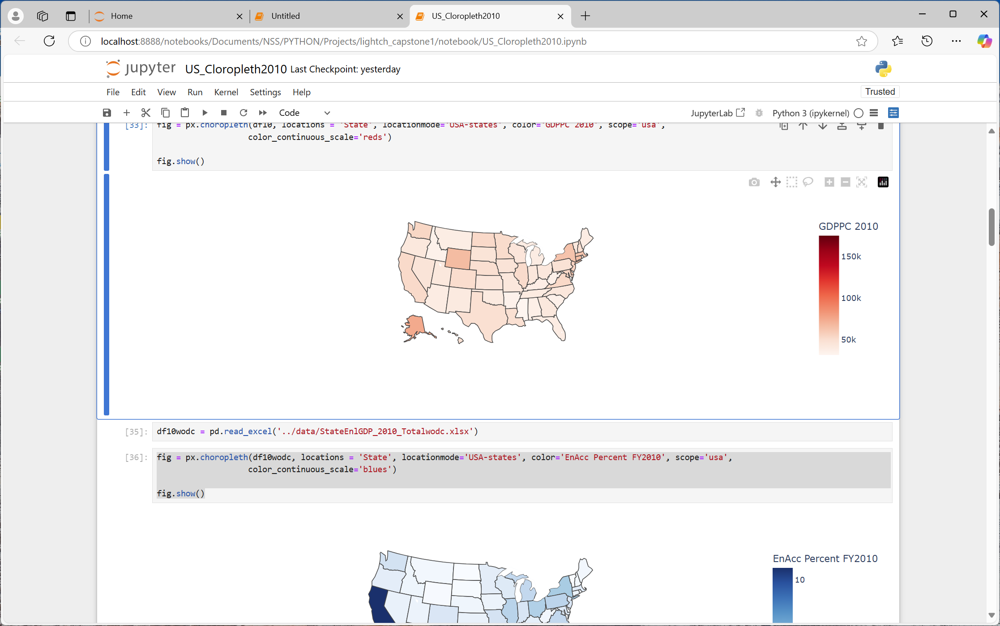 Home
Untitled
US_Cloropleth2010
localhost:8888/notebooks/Documents/NSS/PYTHON/Projects/lightch_capstone1/notebook/US_Cloropleth2010.ipynb
jupyter US_Cloropleth2010 Last Checkpoint: yesterday
File Edit View Run Kernel Settings Help
Trusted
Code
JupyterLab
Python 3 (ipykernel)
[33]: fig = px.choropleth(df10, locations = 'State', locationmode='USA-states', color='GDPPC 2010', scope='usa',
color_continuous_scale='reds')
fig.show()
GDPPC 2010
150k
100k
50k
[35]: df10wodc = pd.read_excel('../data/StateEnlGDP_2010_Totalwodc.xlsx')
[36]: fig = px.choropleth(df10wodc, locations = 'State', locationmode='USA-states', color='EnAcc Percent FY2010', scope='usa',
color_continuous_scale='blues')
fig.show()
EnAcc Percent FY2010
10